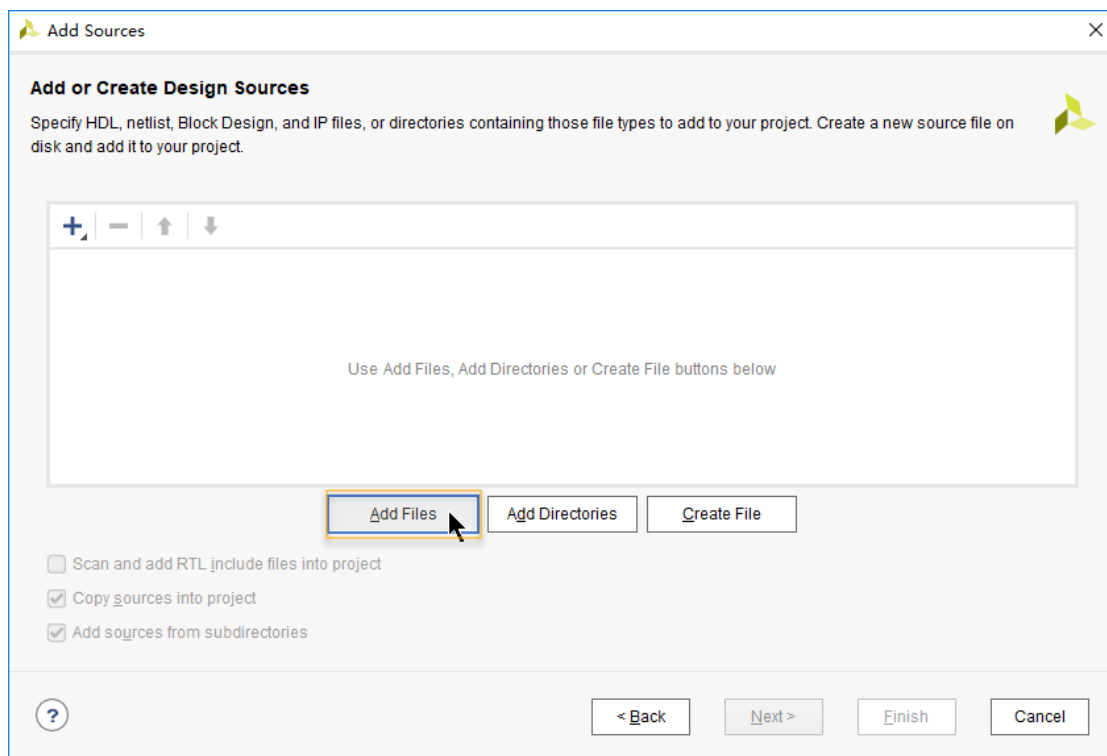 Add Sources
Add or Create Design Sources
Specify HDL, netlist, Block Design, and IP files, or directories containing those file types to add to your project. Create a new source file on
disk and add it to your project.
Use Add Files, Add Directories or Create File buttons below
Add Files
Add Directories
Create File
Scan and add RTL include files into project
Copy sources into project
Add sources from subdirectories
?
< Back
Next >
Finish
Cancel